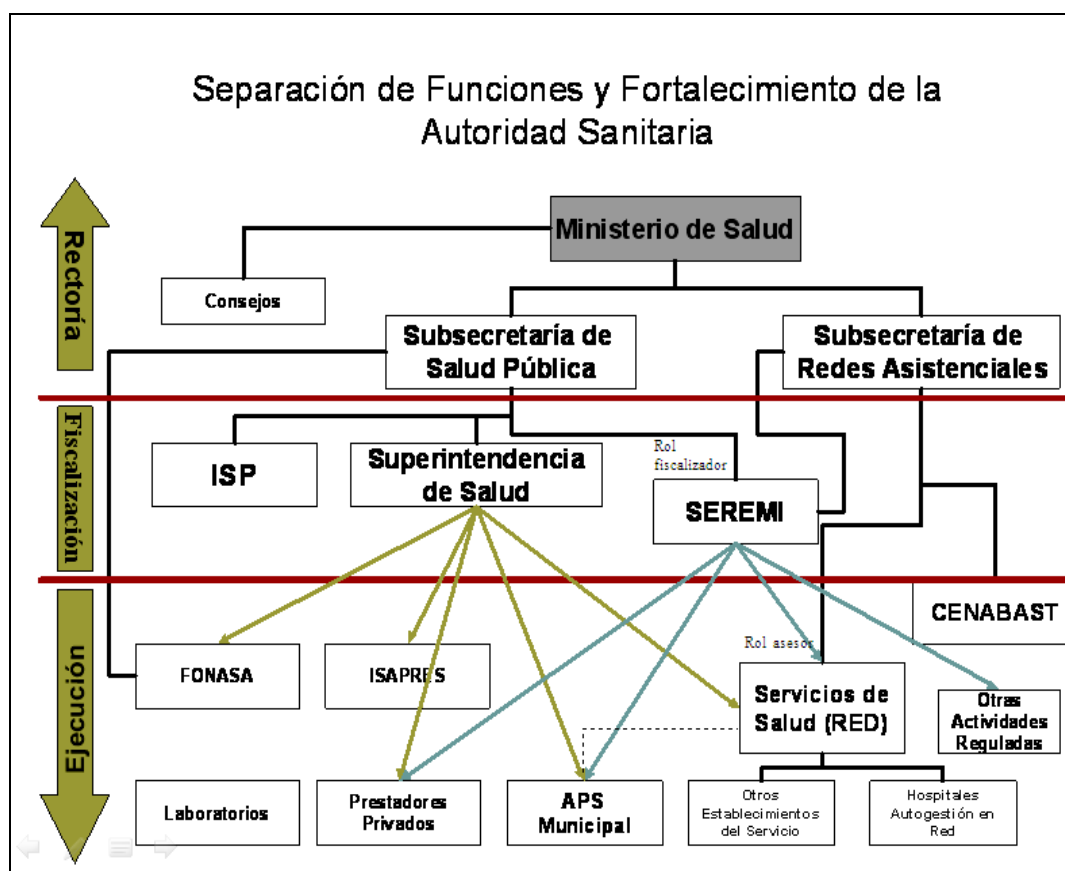 Separación de Funciones y Fortalecimiento de la
Autoridad Sanitaria
Rectoría
Ministerio de Salud
Consejos
Subsecretaría de
Salud Pública
Subsecretaría de
Redes Asistenciales
Fiscalización
ISP
Superintendencia
de Salud
Rol
fiscalizador
SEREMI
Ejecución
CENABAST
Rol asesor
FONASA
ISAPRES
Servicios de
Salud (RED)
Otras
Actividades
Reguladas
Laboratorios
Prestadores
Privados
APS
Municipal
Otros
Establecimientos
del Servicio
Hospitales
Autogestión en
Red